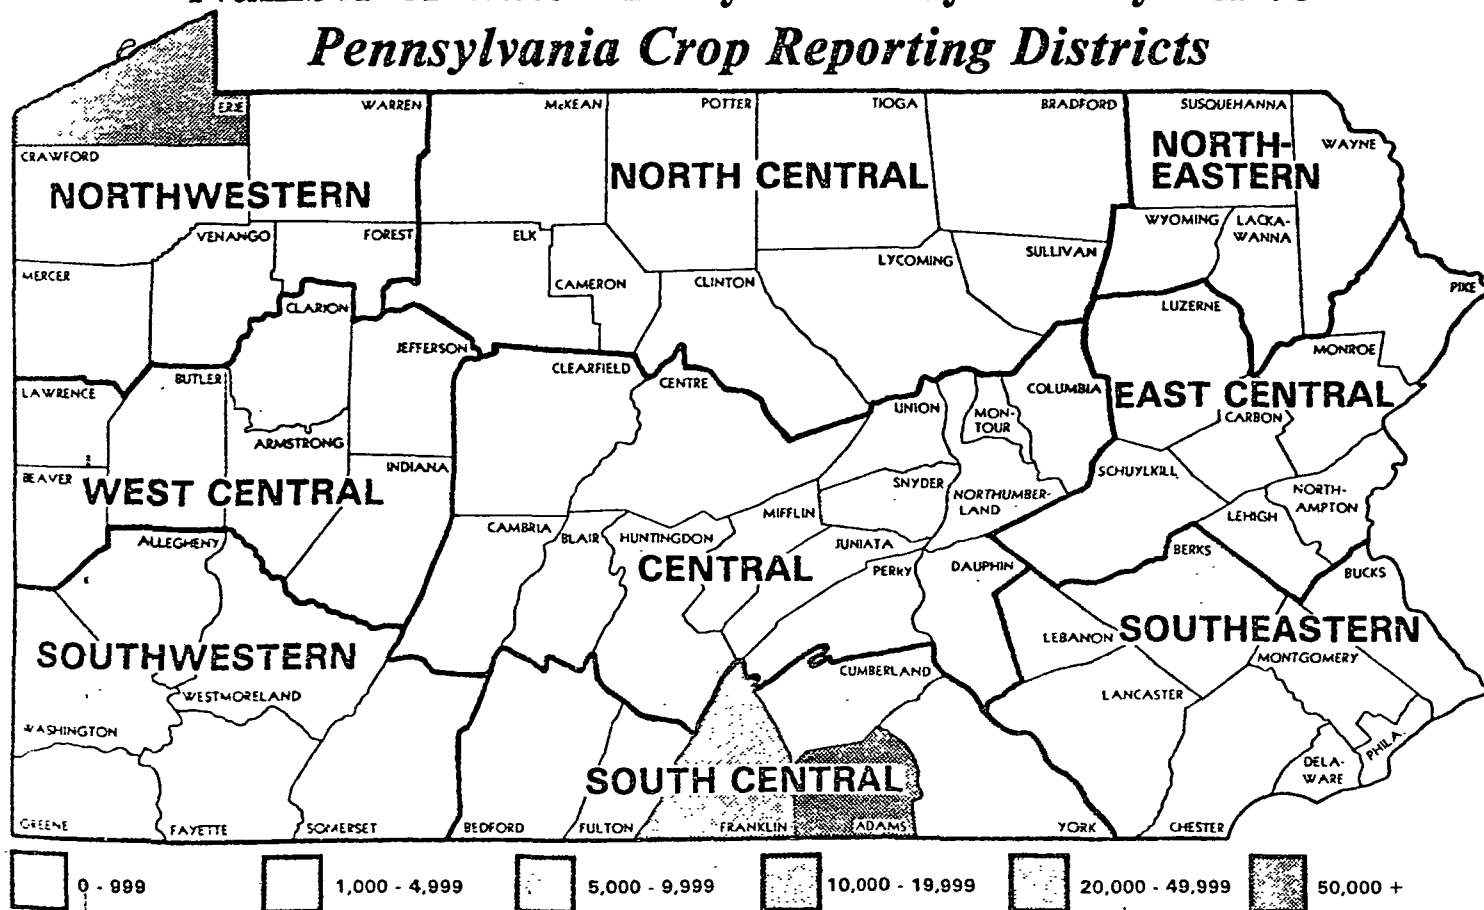 Pennsylvania Crop Reporting Districts
ERIE
WARREN
McKEAN
POTTER
TIOGA
BRADFORD
SUSQUEHANNA
WAYNE
CRAWFORD
NORTHWESTERN
NORTH CENTRAL
NORTH-
EASTERN
VENANGO
FOREST
ELK
CAMERON
CLINTON
LYCOMING
SULLIVAN
WYOMING
LACKA-
WANNA
PIKE
MERCER
CLARION
JEFFERSON
CLEARFIELD
CENTRE
LUZERNE
MONROE
LAWRENCE
BUTLER
ARMSTRONG
INDIANA
UNION
MON-
TOUR
COLUMBIA
EAST CENTRAL
CARBON
BEAVER
WEST CENTRAL
SNYDER
NORTHUMBER-
LAND
SCHUYLKILL
NORTH-
AMPTON
LEHIGH
ALLEGHENY
CAMBRIA
BLAIR
HUNTINGDON
MIFFLIN
JUNIATA
CENTRAL
PERRY
DAUPHIN
BERKS
BUCKS
SOUTHWESTERN
LEBANON
SOUTHEASTERN
MONTGOMERY
WESTMORELAND
CUMBERLAND
LANCASTER
WASHINGTON
SOUTH CENTRAL
DELA-
WARE
PHILA.
GREENE
FAYETTE
SOMERSET
BEDFORD
FULTON
FRANKLIN
ADAMS
YORK
CHESTER
0 - 999
1,000 - 4,999
5,000 - 9,999
10,000 - 19,999
20,000 - 49,999
50,000 +